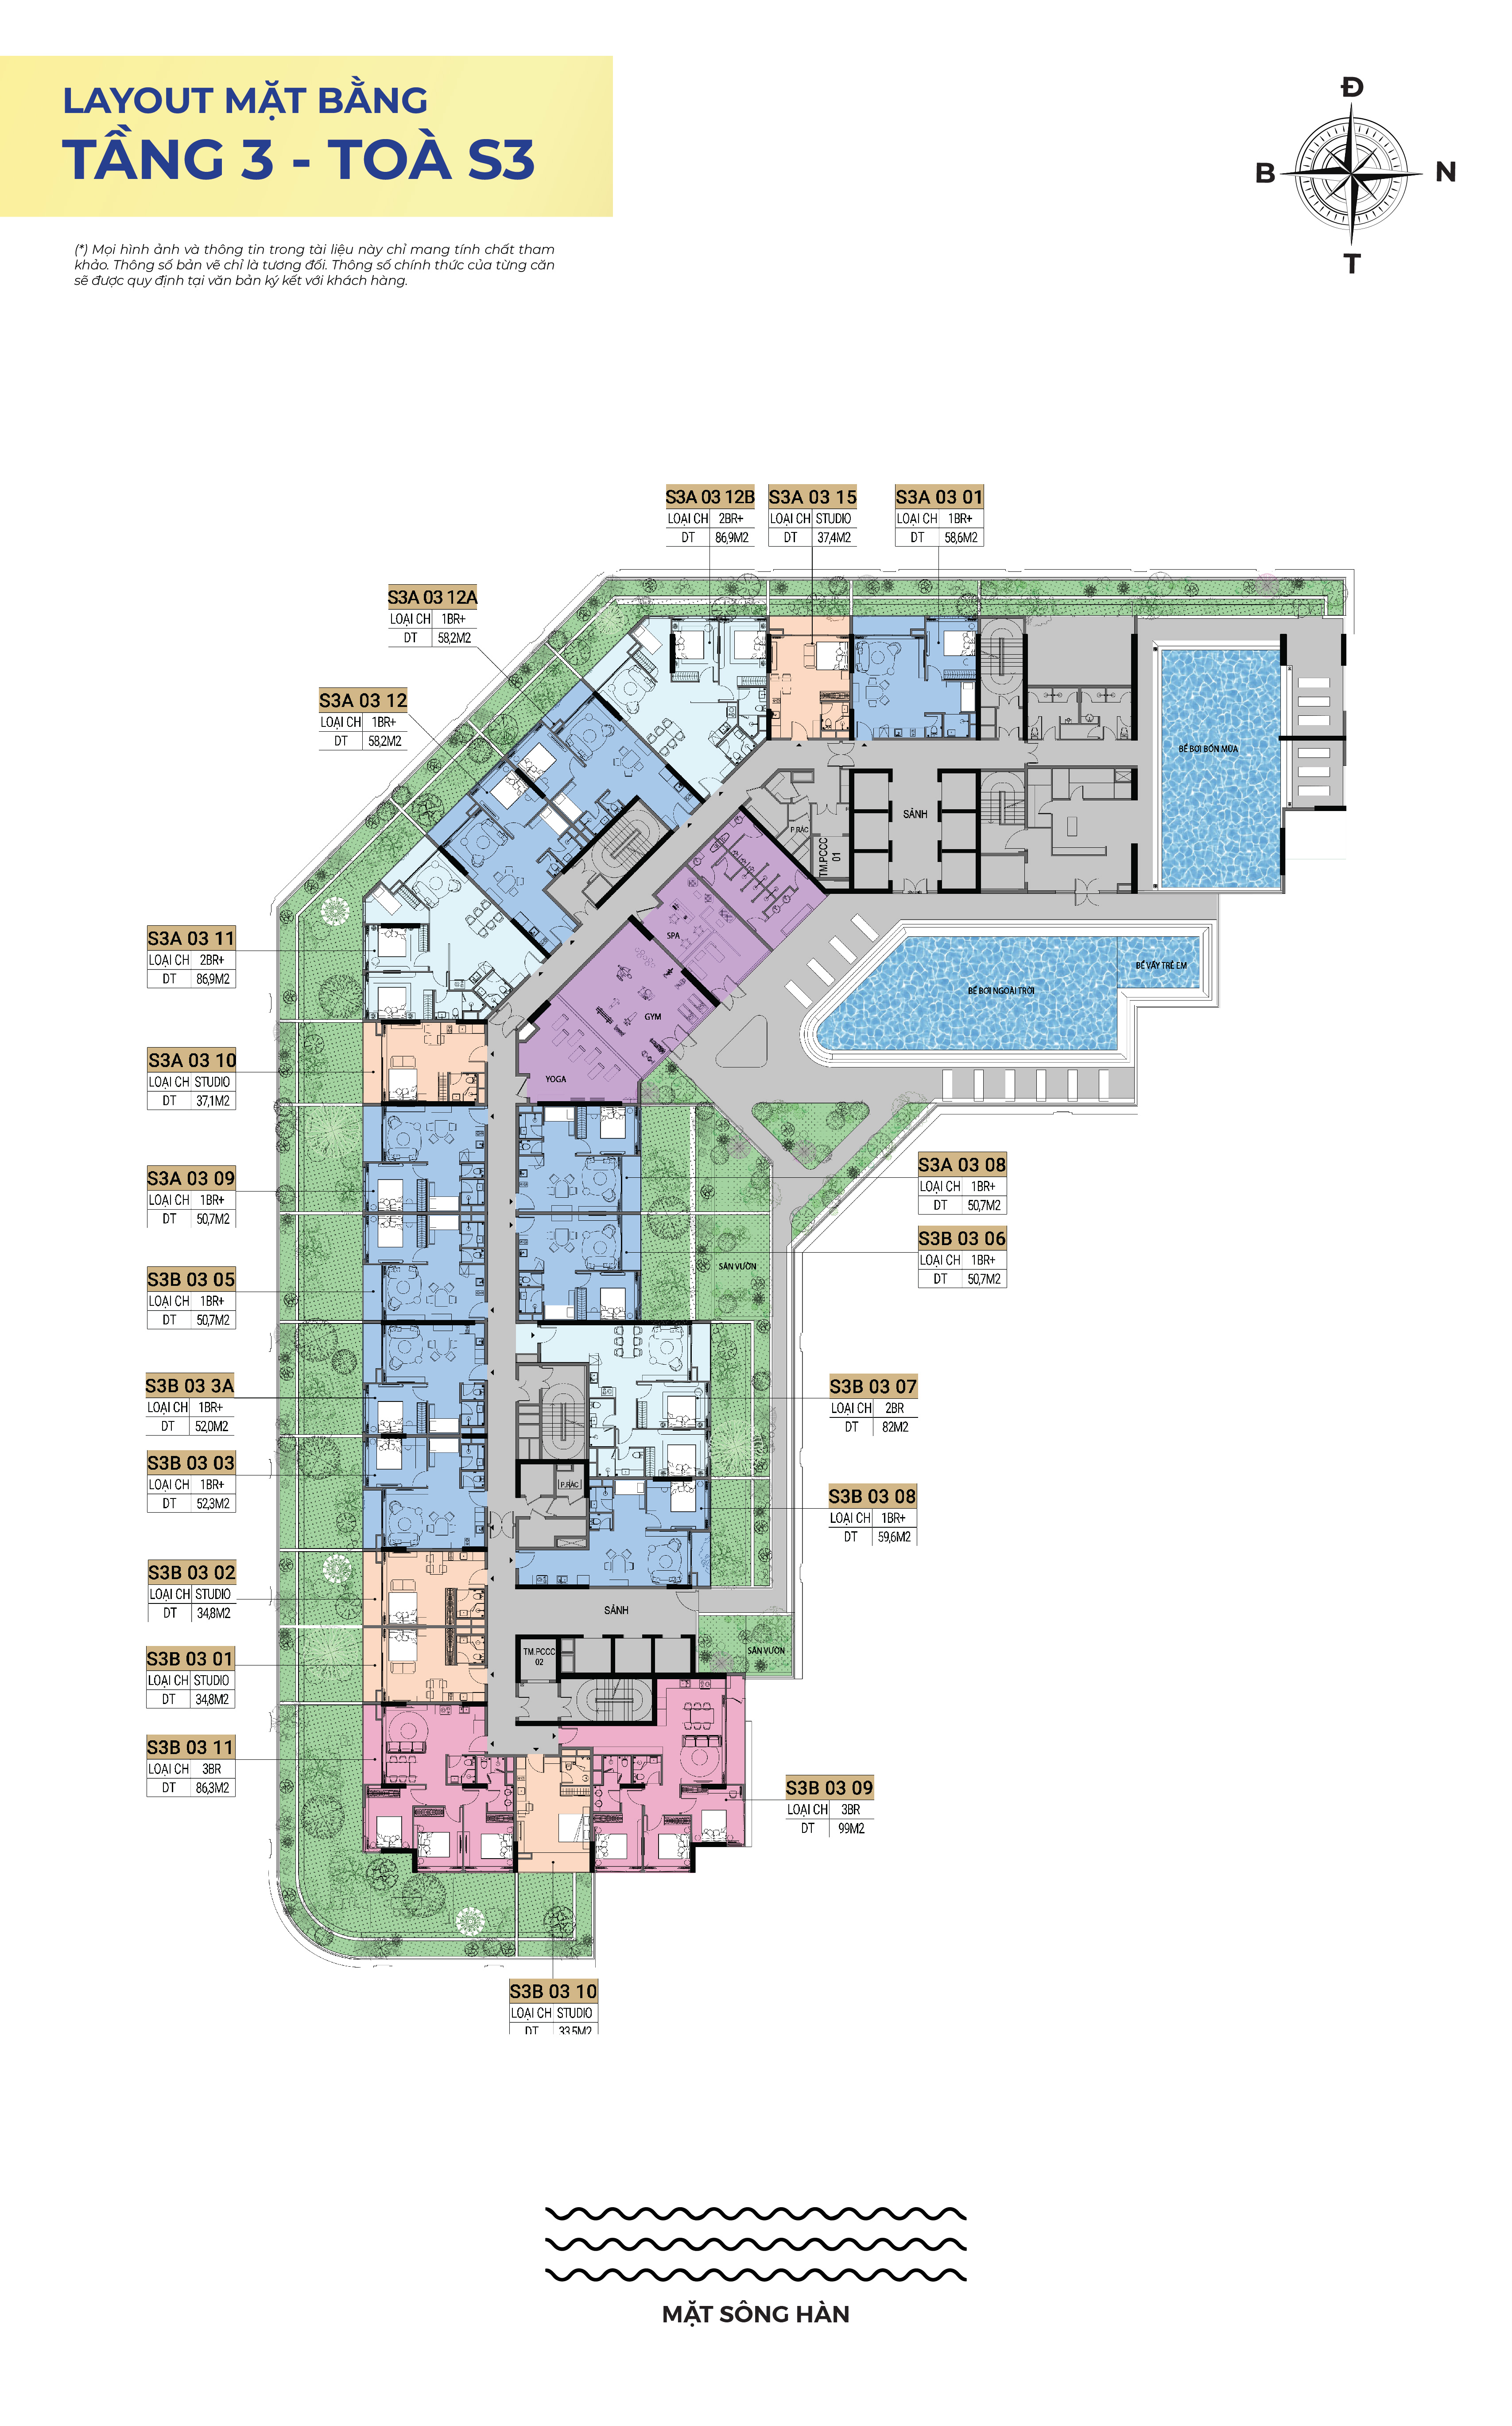 LAYOUT MẶT BẰNG
TẦNG 3 - TOÀ S3
(*) Mọi hình ảnh và thông tin trong tài liệu này chỉ mang tính chất tham
khảo. Thông số bản vẽ chỉ là tương đối. Thông số chính thức của từng căn
sẽ được quy định tại văn bản ký kết với khách hàng.
Đ
B
N
T
S3A 03 12B
LOẠI CH 2BR+
DT 86,9M2
S3A 03 15
LOẠI CH STUDIO
DT 37,4M2
S3A 03 01
LOẠI CH 1BR+
DT 58,6M2
S3A 03 12A
LOẠI CH 1BR+
DT 58,2M2
S3A 03 12
LOẠI CH 1BR+
DT 58,2M2
BỂ BƠI BỐN MÙA
SẢNH
P.RÁC
TM.PCCC
01
S3A 03 11
LOẠI CH 2BR+
DT 86,9M2
SPA
BỂ VẦY TRẺ EM
BỂ BƠI NGOÀI TRỜI
GYM
YOGA
S3A 03 10
LOẠI CH STUDIO
DT 37,1M2
S3A 03 09
LOẠI CH 1BR+
DT 50,7M2
S3A 03 08
LOẠI CH 1BR+
DT 50,7M2
S3B 03 06
LOẠI CH 1BR+
DT 50,7M2
SÂN VƯỜN
S3B 03 05
LOẠI CH 1BR+
DT 50,7M2
S3B 03 3A
LOẠI CH 1BR+
DT 52,0M2
S3B 03 07
LOẠI CH 2BR
DT 82M2
S3B 03 03
LOẠI CH 1BR+
DT 52,3M2
P.RÁC
S3B 03 08
LOẠI CH 1BR+
DT 59,6M2
S3B 03 02
LOẠI CH STUDIO
DT 34,8M2
SẢNH
S3B 03 01
LOẠI CH STUDIO
DT 34,8M2
TM.PCCC
02
SÂN VƯỜN
S3B 03 11
LOẠI CH 3BR
DT 86,3M2
S3B 03 09
LOẠI CH 3BR
DT 99M2
S3B 03 10
LOẠI CH STUDIO
DT 33,5M2
MẶT SÔNG HÀN